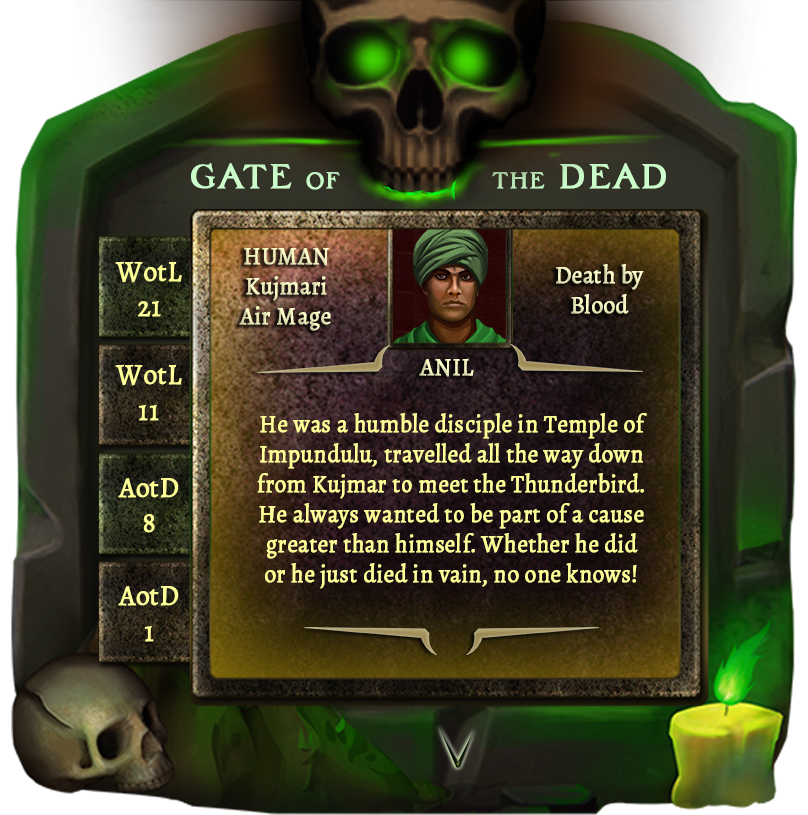 GATE OF THE DEAD
WotL
21
WotL
11
AotD
8
AotD
1
HUMAN
Kujmari
Air Mage
Death by
Blood
ANIL
He was a humble disciple in Temple of
Impundulu, travelled all the way down
from Kujmar to meet the Thunderbird.
He always wanted to be part of a cause
greater than himself. Whether he did
or he just died in vain, no one knows!